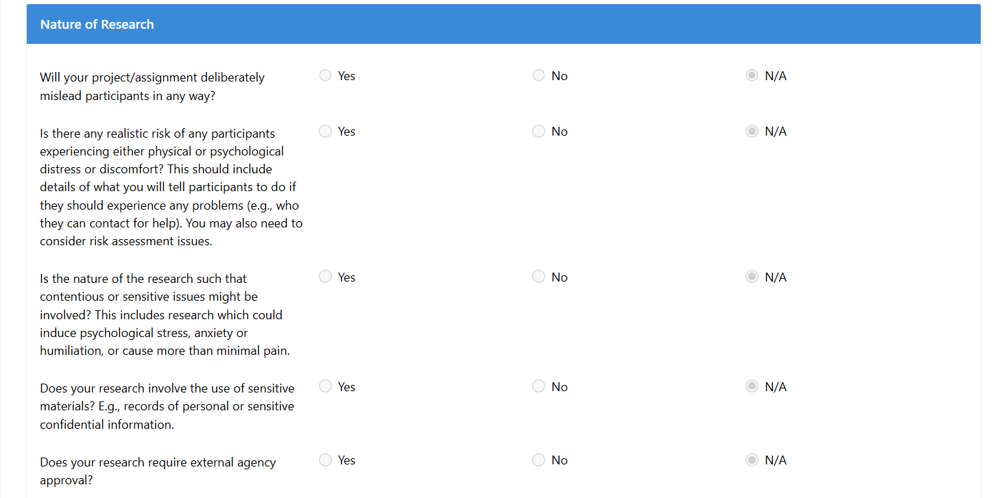 Nature of Research
Will your project/assignment deliberately
mislead participants in any way?
Yes
No
N/A
Is there any realistic risk of any participants
experiencing either physical or psychological
distress or discomfort? This should include
details of what you will tell participants to do if
they should experience any problems (e.g., who
they can contact for help). You may also need to
consider risk assessment issues.
Yes
No
N/A
Is the nature of the research such that
contentious or sensitive issues might be
involved? This includes research which could
induce psychological stress, anxiety or
humiliation, or cause more than minimal pain.
Yes
No
N/A
Does your research involve the use of sensitive
materials? E.g., records of personal or sensitive
confidential information.
Yes
No
N/A
Does your research require external agency
approval?
Yes
No
N/A